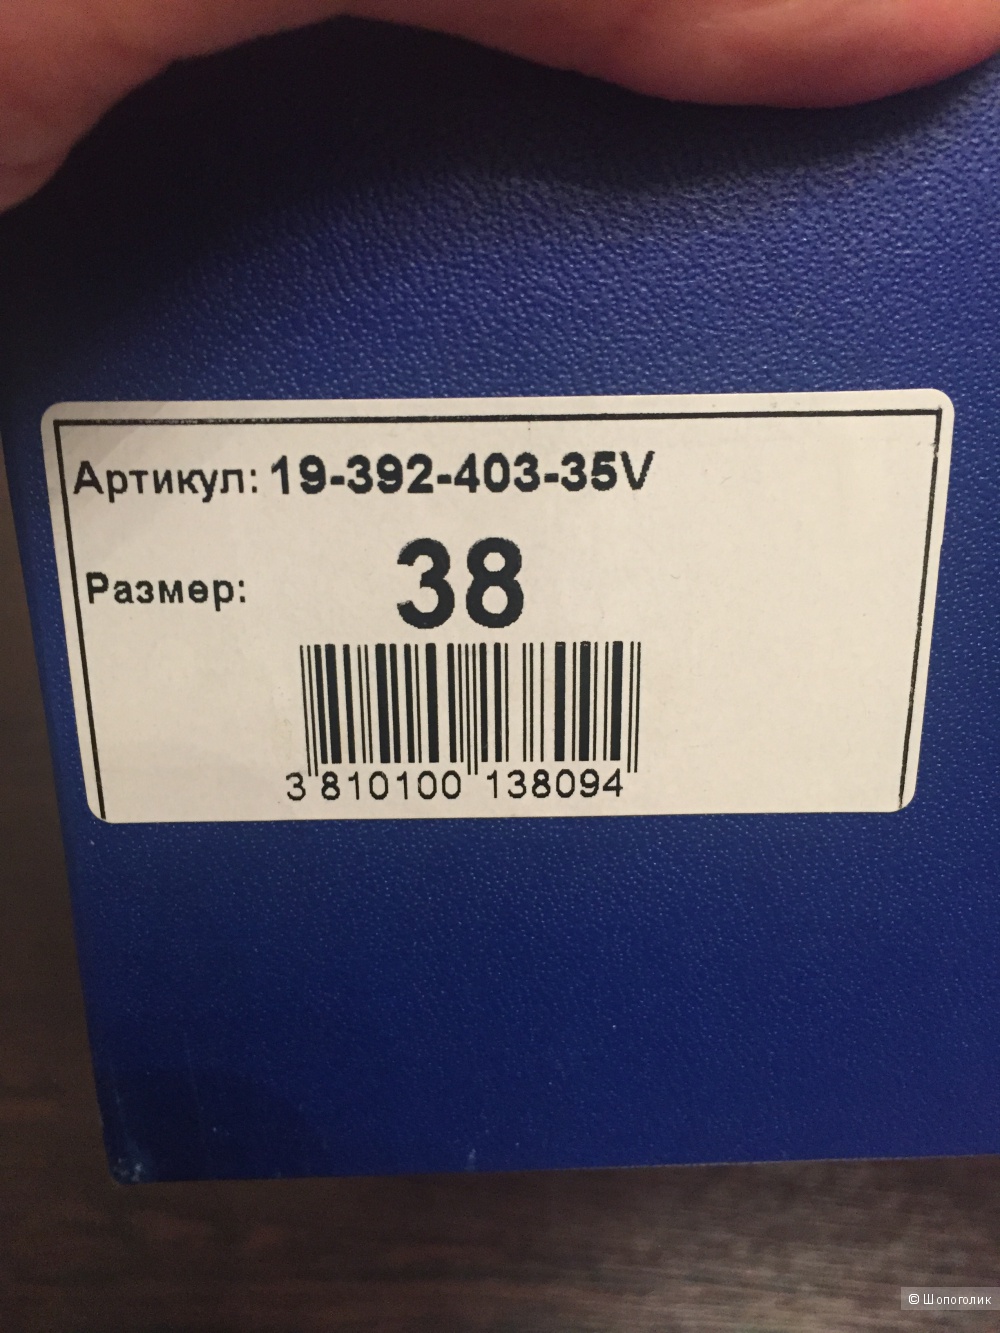 Артикул: 19-392-403-35V
Размер: 38
3 810100 138094
© Шопоголик